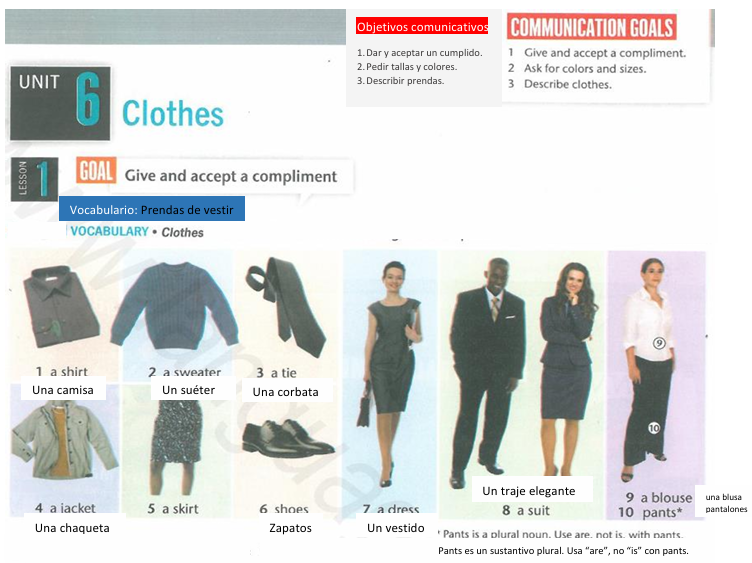 Objetivos comunicativos
1. Dar y aceptar un cumplido.
2. Pedir tallas y colores.
3. Describir prendas.
COMMUNICATION GOALS
1 Give and accept a compliment.
2 Ask for colors and sizes.
3 Describe clothes.
UNIT 6 Clothes
LESSON 1 GOAL Give and accept a compliment
Vocabulario: Prendas de vestir
VOCABULARY • Clothes
1 a shirt
Una camisa
2 a sweater
Un suéter
3 a tie
Una corbata
4 a jacket
Una chaqueta
5 a skirt
6 shoes
Zapatos
7 a dress
Un vestido
Un traje elegante
8 a suit
9
10
9 a blouse
una blusa
10 pants*
pantalones
* Pants is a plural noun. Use are, not is, with pants.
Pants es un sustantivo plural. Usa “are”, no “is” con pants.